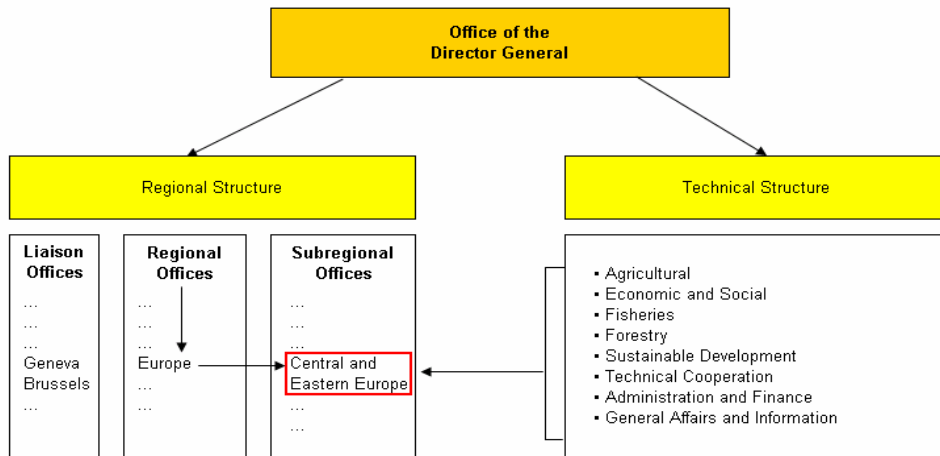 Office of the
Director General
Regional Structure
Technical Structure
Liaison
Offices
...
...
...
Geneva
Brussels
...
Regional
Offices
...
...
...
Europe
...
...
Subregional
Offices
...
...
...
Central and
Eastern Europe
...
...
▪ Agricultural
▪ Economic and Social
▪ Fisheries
▪ Forestry
▪ Sustainable Development
▪ Technical Cooperation
▪ Administration and Finance
▪ General Affairs and Information